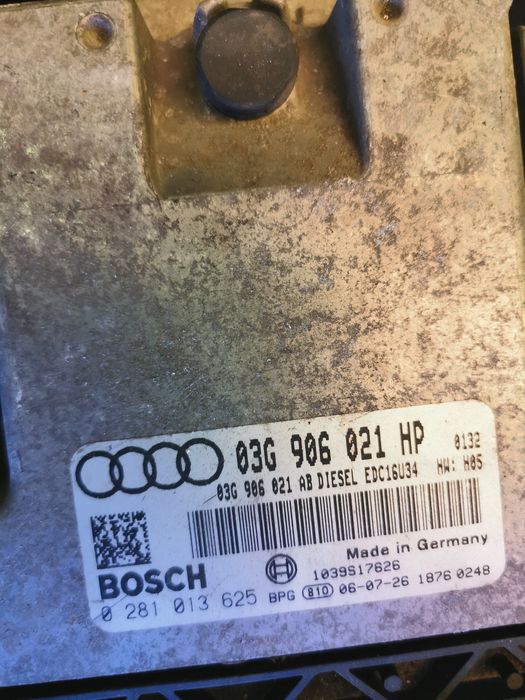 03G 906 021 HP 0132
03G 906 021 AB DIESEL EDC16U34 HW: H05
Made in Germany
BOSCH 1039S17626
0 281 013 625 BPG 810 06-07-26 1876 0248